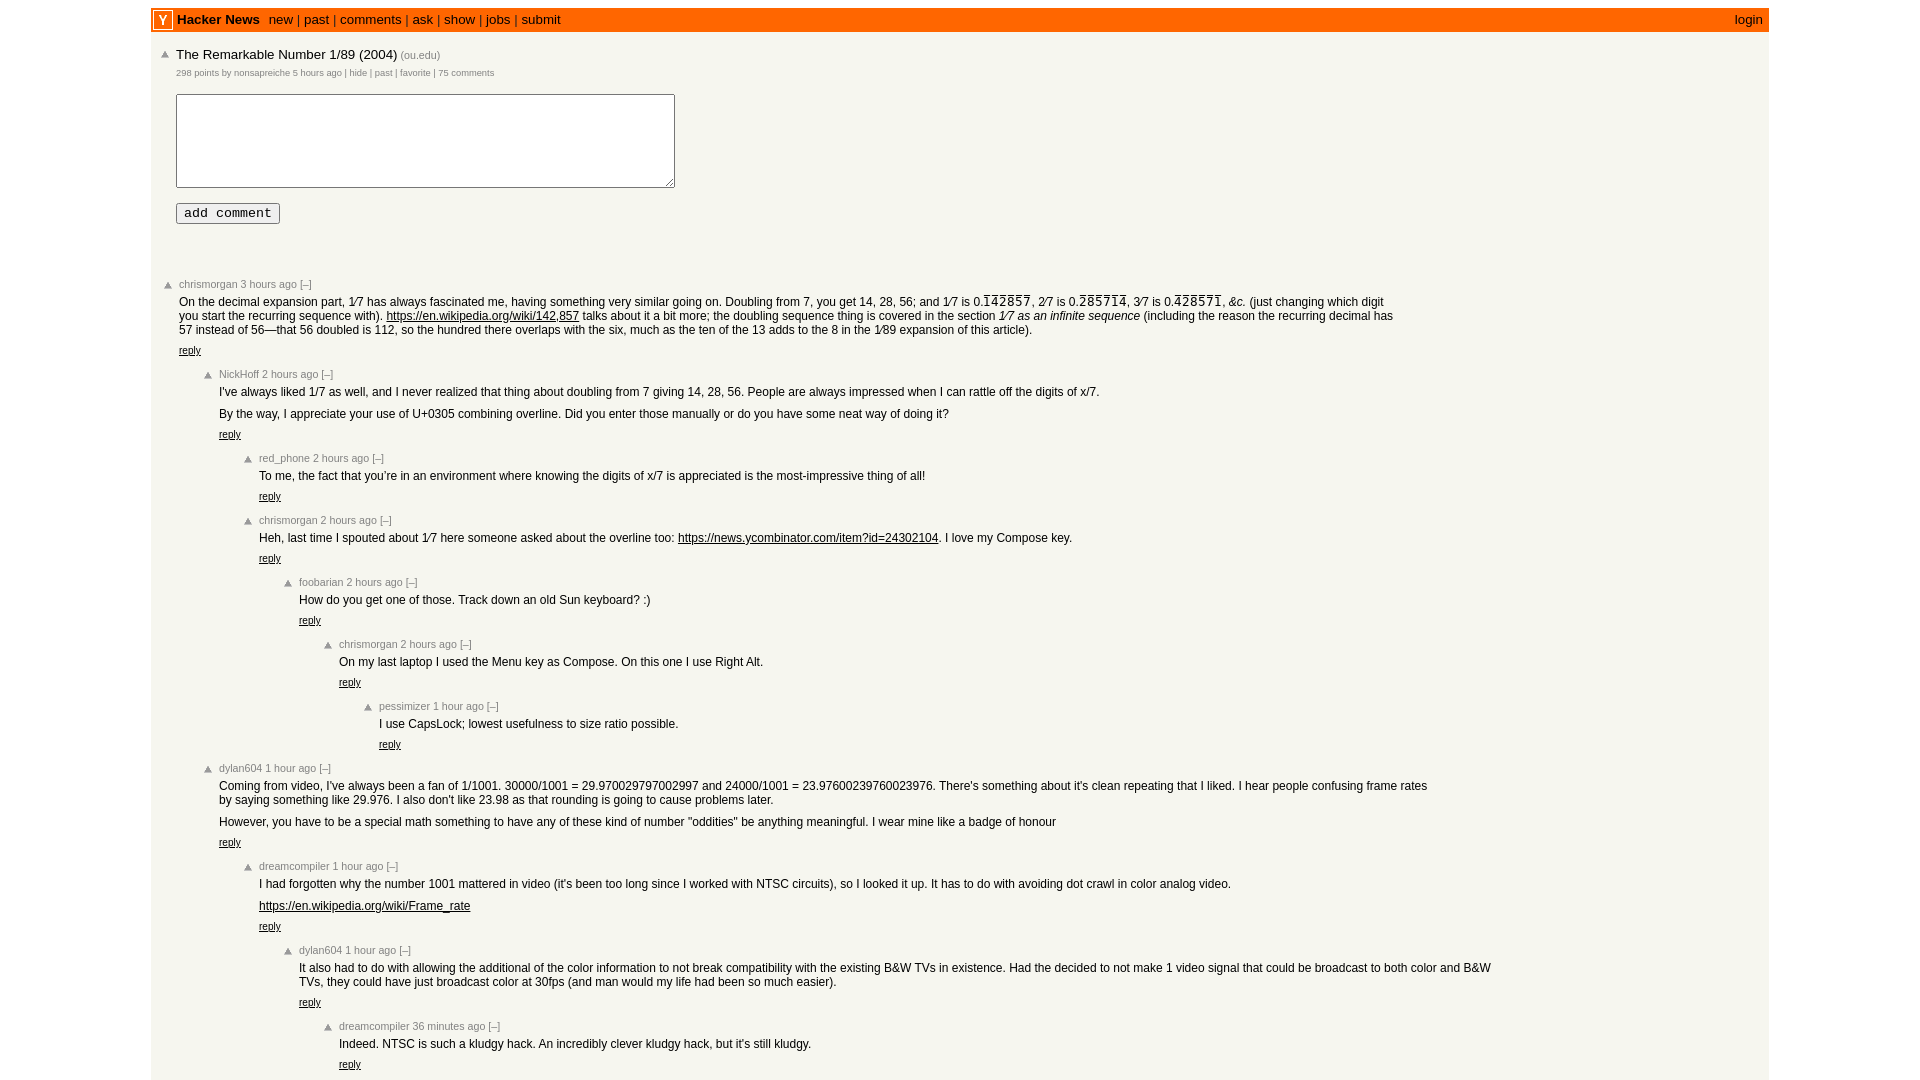 Y Hacker News new | past | comments | ask | show | jobs | submit login
The Remarkable Number 1/89 (2004) (ou.edu)
298 points by nonsapreiche 5 hours ago | hide | past | favorite | 75 comments
add comment
chrismorgan 3 hours ago [–]
On the decimal expansion part, 1⁄7 has always fascinated me, having something very similar going on. Doubling from 7, you get 14, 28, 56; and 1⁄7 is 0.1̅4̅2̅8̅5̅7̅, 2⁄7 is 0.2̅8̅5̅7̅1̅4̅, 3⁄7 is 0.4̅2̅8̅5̅7̅1̅, &c. (just changing which digit
you start the recurring sequence with). https://en.wikipedia.org/wiki/142,857 talks about it a bit more; the doubling sequence thing is covered in the section 1⁄7 as an infinite sequence (including the reason the recurring decimal has
57 instead of 56—that 56 doubled is 112, so the hundred there overlaps with the six, much as the ten of the 13 adds to the 8 in the 1⁄89 expansion of this article).
reply
NickHoff 2 hours ago [–]
I've always liked 1/7 as well, and I never realized that thing about doubling from 7 giving 14, 28, 56. People are always impressed when I can rattle off the digits of x/7.
By the way, I appreciate your use of U+0305 combining overline. Did you enter those manually or do you have some neat way of doing it?
reply
red_phone 2 hours ago [–]
To me, the fact that you’re in an environment where knowing the digits of x/7 is appreciated is the most-impressive thing of all!
reply
chrismorgan 2 hours ago [–]
Heh, last time I spouted about 1⁄7 here someone asked about the overline too: https://news.ycombinator.com/item?id=24302104. I love my Compose key.
reply
foobarian 2 hours ago [–]
How do you get one of those. Track down an old Sun keyboard? :)
reply
chrismorgan 2 hours ago [–]
On my last laptop I used the Menu key as Compose. On this one I use Right Alt.
reply
pessimizer 1 hour ago [–]
I use CapsLock; lowest usefulness to size ratio possible.
reply
dylan604 1 hour ago [–]
Coming from video, I've always been a fan of 1/1001. 30000/1001 = 29.970029797002997 and 24000/1001 = 23.97600239760023976. There's something about it's clean repeating that I liked. I hear people confusing frame rates
by saying something like 29.976. I also don't like 23.98 as that rounding is going to cause problems later.
However, you have to be a special math something to have any of these kind of number "oddities" be anything meaningful. I wear mine like a badge of honour
reply
dreamcompiler 1 hour ago [–]
I had forgotten why the number 1001 mattered in video (it's been too long since I worked with NTSC circuits), so I looked it up. It has to do with avoiding dot crawl in color analog video.
https://en.wikipedia.org/wiki/Frame_rate
reply
dylan604 1 hour ago [–]
It also had to do with allowing the additional of the color information to not break compatibility with the existing B&W TVs in existence. Had the decided to not make 1 video signal that could be broadcast to both color and B&W
TVs, they could have just broadcast color at 30fps (and man would my life had been so much easier).
reply
dreamcompiler 36 minutes ago [–]
Indeed. NTSC is such a kludgy hack. An incredibly clever kludgy hack, but it's still kludgy.
reply